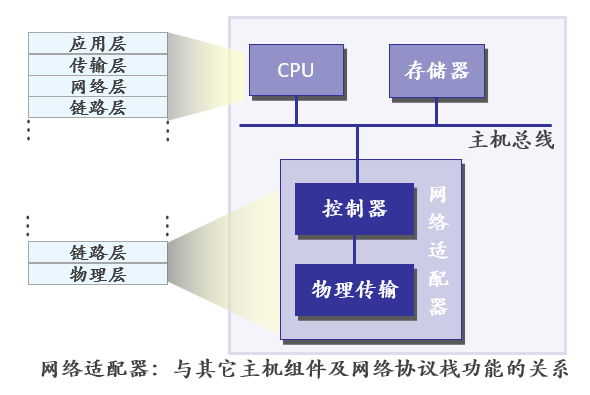 应用层
传输层
网络层
链路层
CPU
存储器
主机总线
链路层
物理层
控制器
物理传输
网络适配器
网络适配器：与其它主机组件及网络协议栈功能的关系